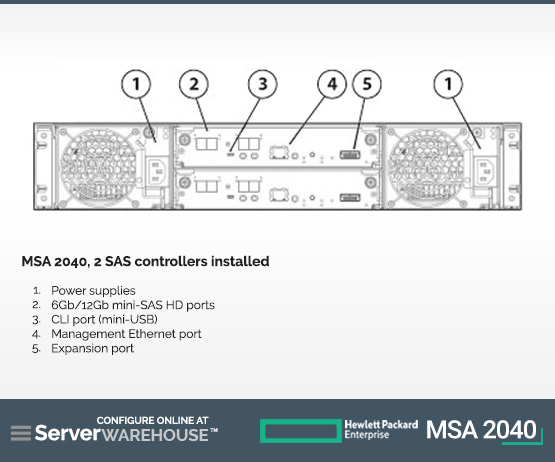 1 2 3 4 5 1
MSA 2040, 2 SAS controllers installed
1. Power supplies
2. 6Gb/12Gb mini-SAS HD ports
3. CLI port (mini-USB)
4. Management Ethernet port
5. Expansion port
CONFIGURE ONLINE AT
ServerWAREHOUSE™
Hewlett Packard
Enterprise
MSA 2040